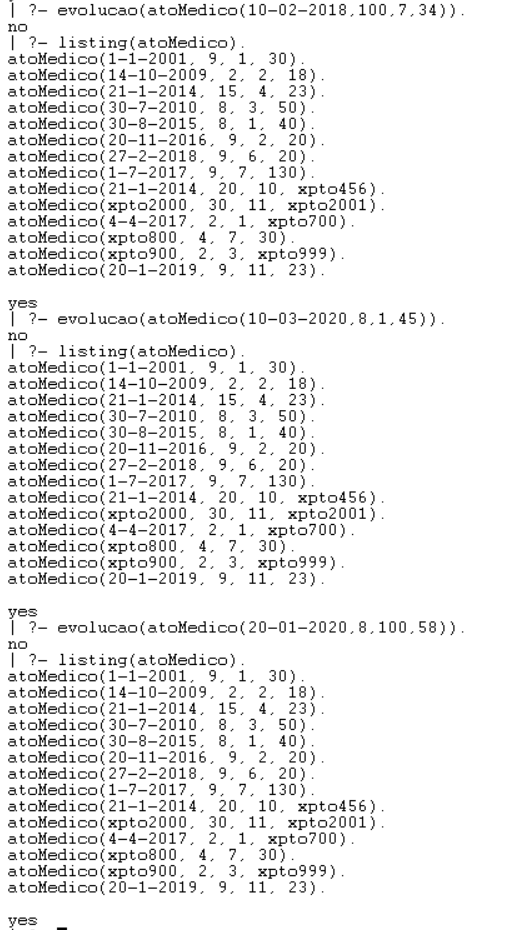 | ?- evolucao(atoMedico(10-02-2018,100,7,34)).
no
| ?- listing(atoMedico).
atoMedico(1-1-2001, 9, 1, 30).
atoMedico(14-10-2009, 2, 2, 18).
atoMedico(21-1-2014, 15, 4, 23).
atoMedico(30-7-2010, 8, 3, 50).
atoMedico(30-8-2015, 8, 1, 40).
atoMedico(20-11-2016, 9, 2, 20).
atoMedico(27-2-2018, 9, 6, 20).
atoMedico(1-7-2017, 9, 7, 130).
atoMedico(21-1-2014, 20, 10, xpto456).
atoMedico(xpto2000, 30, 11, xpto2001).
atoMedico(4-4-2017, 2, 1, xpto700).
atoMedico(xpto800, 4, 7, 30).
atoMedico(xpto900, 2, 3, xpto999).
atoMedico(20-1-2019, 9, 11, 23).
yes
| ?- evolucao(atoMedico(10-03-2020,8,1,45)).
no
| ?- listing(atoMedico).
atoMedico(1-1-2001, 9, 1, 30).
atoMedico(14-10-2009, 2, 2, 18).
atoMedico(21-1-2014, 15, 4, 23).
atoMedico(30-7-2010, 8, 3, 50).
atoMedico(30-8-2015, 8, 1, 40).
atoMedico(20-11-2016, 9, 2, 20).
atoMedico(27-2-2018, 9, 6, 20).
atoMedico(1-7-2017, 9, 7, 130).
atoMedico(21-1-2014, 20, 10, xpto456).
atoMedico(xpto2000, 30, 11, xpto2001).
atoMedico(4-4-2017, 2, 1, xpto700).
atoMedico(xpto800, 4, 7, 30).
atoMedico(xpto900, 2, 3, xpto999).
atoMedico(20-1-2019, 9, 11, 23).
yes
| ?- evolucao(atoMedico(20-01-2020,8,100,58)).
no
| ?- listing(atoMedico).
atoMedico(1-1-2001, 9, 1, 30).
atoMedico(14-10-2009, 2, 2, 18).
atoMedico(21-1-2014, 15, 4, 23).
atoMedico(30-7-2010, 8, 3, 50).
atoMedico(30-8-2015, 8, 1, 40).
atoMedico(20-11-2016, 9, 2, 20).
atoMedico(27-2-2018, 9, 6, 20).
atoMedico(1-7-2017, 9, 7, 130).
atoMedico(21-1-2014, 20, 10, xpto456).
atoMedico(xpto2000, 30, 11, xpto2001).
atoMedico(4-4-2017, 2, 1, xpto700).
atoMedico(xpto800, 4, 7, 30).
atoMedico(xpto900, 2, 3, xpto999).
atoMedico(20-1-2019, 9, 11, 23).
yes